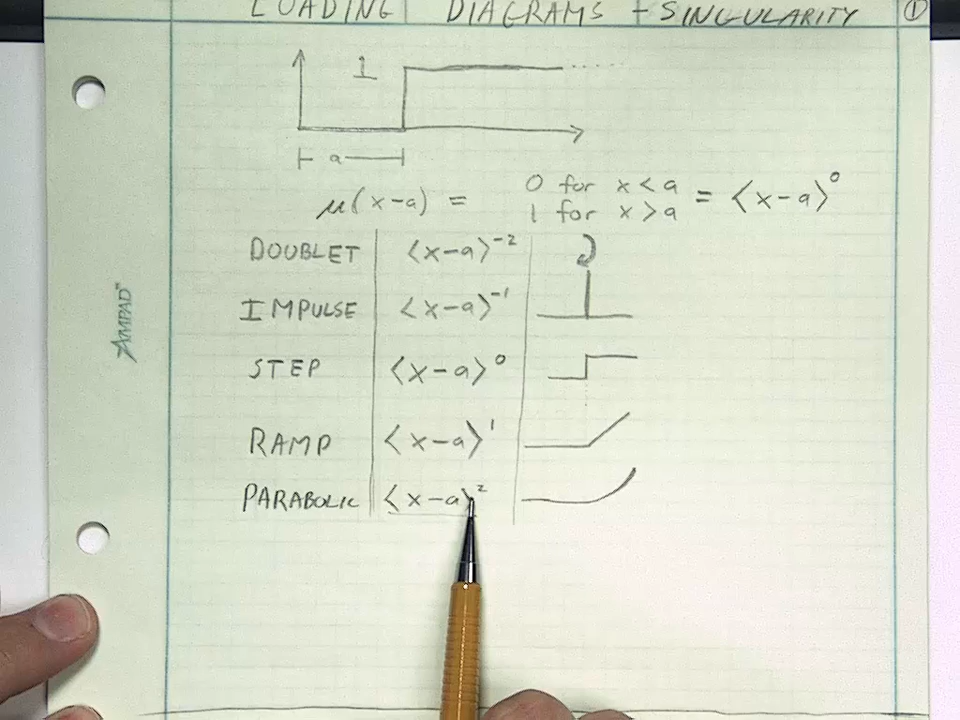 LOADING DIAGRAMS - SINGULARITY 1
1
a
μ(x-a) = 0 for x<a = ⟨x-a⟩⁰
1 for x>a
DOUBLET ⟨x-a⟩⁻²
IMPULSE ⟨x-a⟩⁻¹
STEP ⟨x-a⟩⁰
RAMP ⟨x-a⟩¹
PARABOLIC ⟨x-a⟩²
AMPAD™